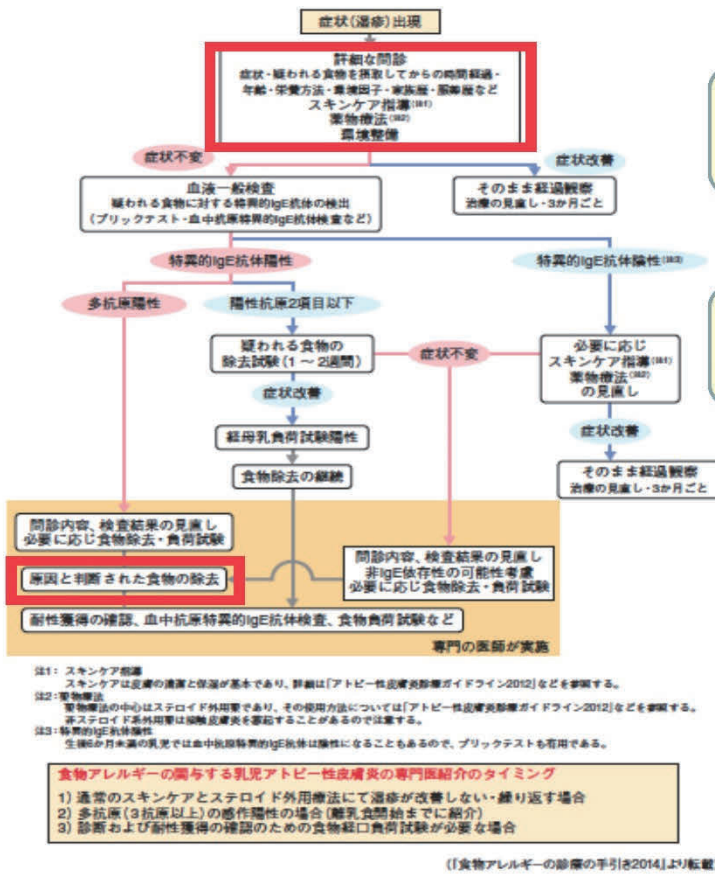 症状(湿疹)出現
詳細な問診
症状・疑われる食物を摂取してからの時間経過・
年齢・栄養方法・環境因子・家族歴・服薬歴など
スキンケア指導(注1)
薬物療法(注2)
環境整備
症状不変
症状改善
血液一般検査
疑われる食物に対する特異的IgE抗体の検出
(プリックテスト・血中抗原特異的IgE抗体検査など)
そのまま経過観察
治療の見直し・3か月ごと
特異的IgE抗体陽性
特異的IgE抗体陰性(注3)
多抗原陽性
陽性抗原2項目以下
疑われる食物の
除去試験(1～2週間)
症状不変
必要に応じ
スキンケア指導(注1)
薬物療法(注2)
の見直し
症状改善
経母乳負荷試験陽性
症状改善
食物除去の継続
そのまま経過観察
治療の見直し・3か月ごと
問診内容、検査結果の見直し
必要に応じ食物除去・負荷試験
問診内容、検査結果の見直し
非IgE依存性の可能性考慮
必要に応じ食物除去・負荷試験
原因と判断された食物の除去
耐性獲得の確認、血中抗原特異的IgE抗体検査、食物負荷試験など
専門の医師が実施
注1: スキンケア指導
スキンケアは皮膚の清潔と保湿が基本であり、詳細は「アトピー性皮膚炎診療ガイドライン2012」などを参照する。
注2:薬物療法
薬物療法の中心はステロイド外用薬であり、その使用方法については「アトピー性皮膚炎診療ガイドライン2012」などを参照する。
非ステロイド系外用薬は接触皮膚炎を惹起することがあるので注意する。
注3:特異的IgE抗体陰性
生後6か月未満の乳児では血中抗原特異的IgE抗体は陰性になることもあるので、プリックテストも有用である。
食物アレルギーの関与する乳児アトピー性皮膚炎の専門医紹介のタイミング
1) 通常のスキンケアとステロイド外用療法にて湿疹が改善しない・繰り返す場合
2) 多抗原(3抗原以上)の感作陽性の場合(離乳食開始までに紹介)
3) 診断および耐性獲得の確認のための食物経口負荷試験が必要な場合
(『食物アレルギーの診療の手引き2014』より転載